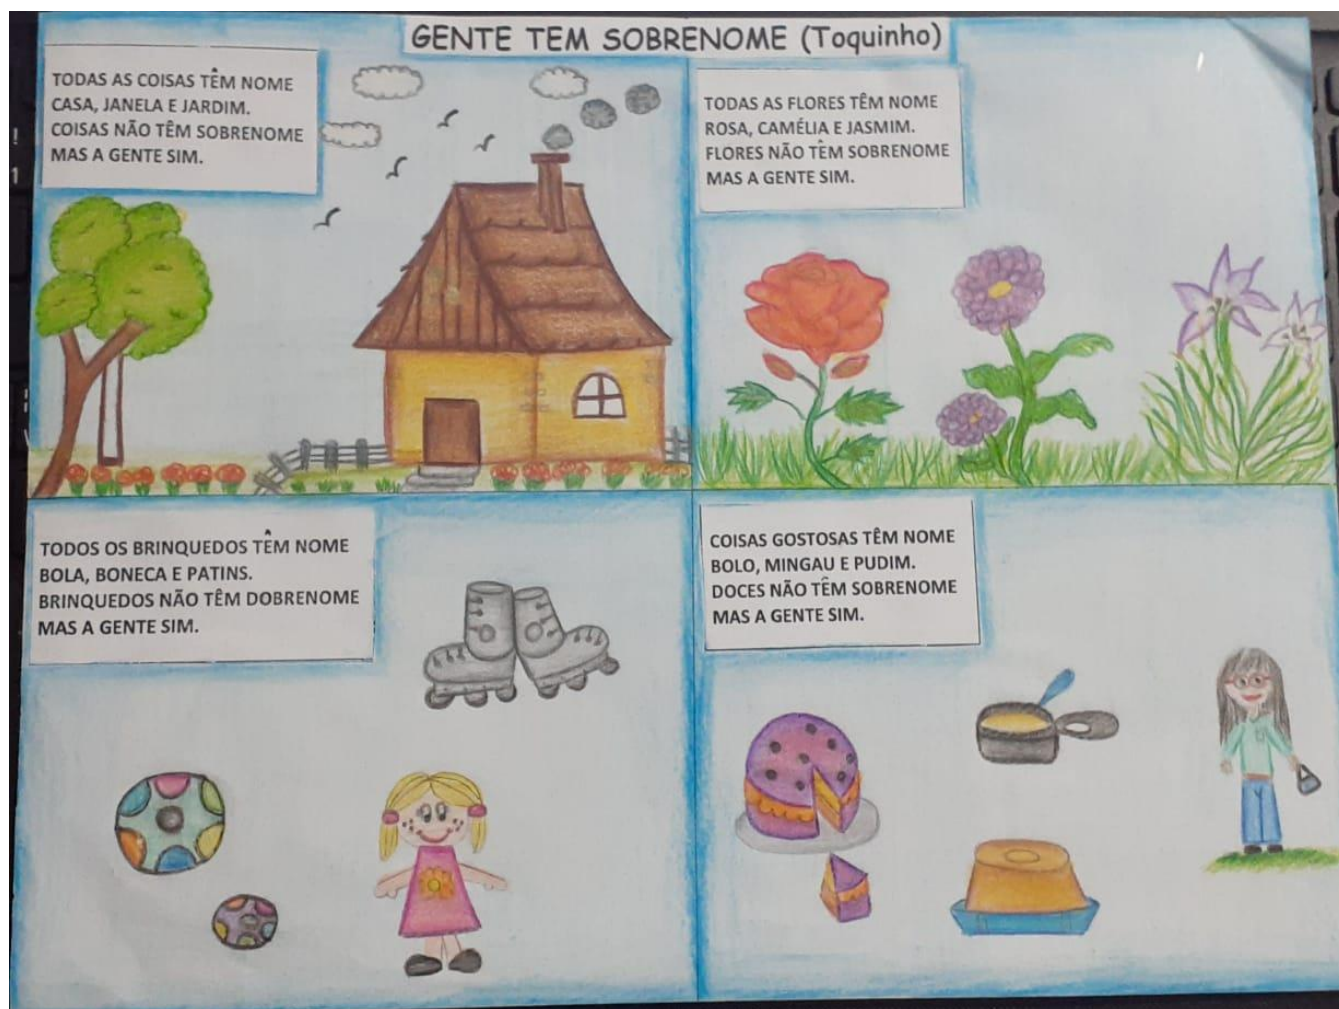 GENTE TEM SOBRENOME (Toquinho)
TODAS AS COISAS TÊM NOME
CASA, JANELA E JARDIM.
COISAS NÃO TÊM SOBRENOME
MAS A GENTE SIM.
TODAS AS FLORES TÊM NOME
ROSA, CAMÉLIA E JASMIM.
FLORES NÃO TÊM SOBRENOME
MAS A GENTE SIM.
TODOS OS BRINQUEDOS TÊM NOME
BOLA, BONECA E PATINS.
BRINQUEDOS NÃO TÊM DOBRENOME
MAS A GENTE SIM.
COISAS GOSTOSAS TÊM NOME
BOLO, MINGAU E PUDIM.
DOCES NÃO TÊM SOBRENOME
MAS A GENTE SIM.